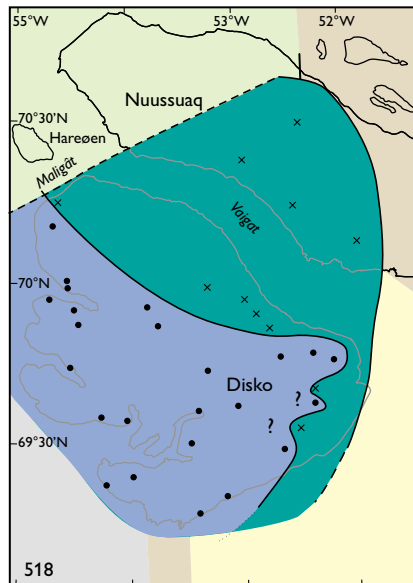 55°W 53°W 52°W
Nuussuaq
70°30'N
Hareøen
Maligât
Vaigat
70°N
Disko
?
?
69°30'N
518